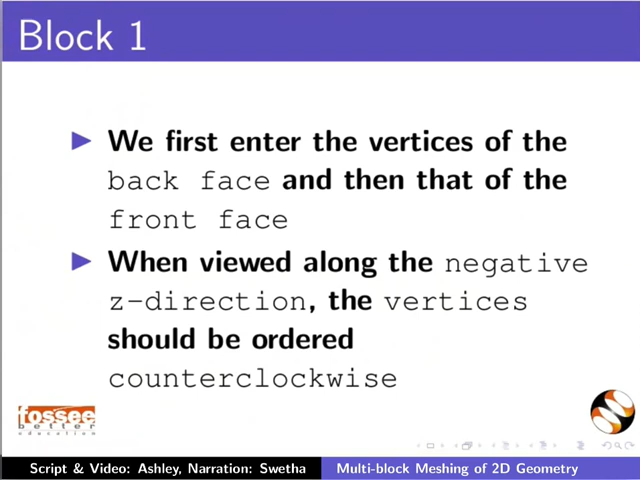 Block 1
We first enter the vertices of the
back face and then that of the
front face
When viewed along the negative
z-direction, the vertices
should be ordered
counterclockwise
fossee
better
education
Script & Video: Ashley, Narration: Swetha
Multi-block Meshing of 2D Geometry